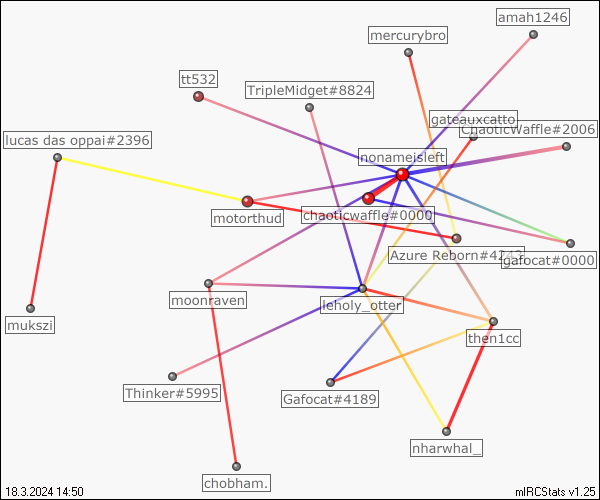 amah1246
mercurybro
tt532
TripleMidget#8824
gateauxcatto
ChaoticWaffle#2006
lucas das oppai#2396
nonameisleft
motorthud
chaoticwaffle#0000
Azure Reborn#4243
gafocat#0000
moonraven
leholy_otter
mukszi
then1cc
Thinker#5995
Gafocat#4189
nharwhal_
chobham.
18.3.2024 14:50
mIRCStats v1.25